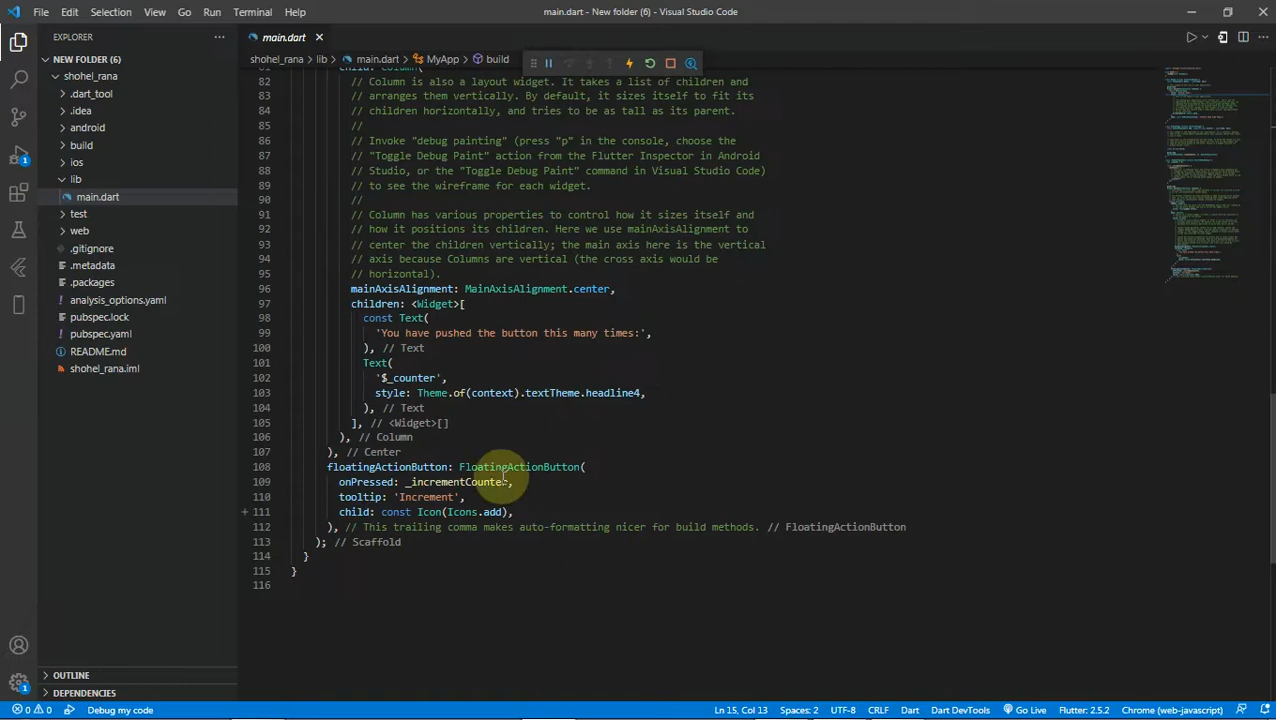 File Edit Selection View Go Run Terminal Help
main.dart - New folder (6) - Visual Studio Code
EXPLORER
NEW FOLDER (6)
shohel_rana
.dart_tool
.idea
android
build
ios
lib
main.dart
test
web
.gitignore
.metadata
.packages
analysis_options.yaml
pubspec.lock
pubspec.yaml
README.md
shohel_rana.iml
OUTLINE
DEPENDENCIES
1
1
main.dart
shohel_rana > lib > main.dart > MyApp > build
82 // Column is also a layout widget. It takes a list of children and
83 // arranges them vertically. By default, it sizes itself to fit its
84 // children horizontally, and tries to be as tall as its parent.
85 //
86 // Invoke "debug painting" (press "p" in the console, choose the
87 // "Toggle Debug Paint" action from the Flutter Inspector in Android
88 // Studio, or the "Toggle Debug Paint" command in Visual Studio Code)
89 // to see the wireframe for each widget.
90 //
91 // Column has various properties to control how it sizes itself and
92 // how it positions its children. Here we use mainAxisAlignment to
93 // center the children vertically; the main axis here is the vertical
94 // axis because Columns are vertical (the cross axis would be
95 // horizontal).
96 mainAxisAlignment: MainAxisAlignment.center,
97 children: <Widget>[
98 const Text(
99 'You have pushed the button this many times:',
100 ), // Text
101 Text(
102 '$_counter',
103 style: Theme.of(context).textTheme.headline4,
104 ), // Text
105 ], // <Widget>[]
106 ), // Column
107 ), // Center
108 floatingActionButton: FloatingActionButton(
109 onPressed: _incrementCounter,
110 tooltip: 'Increment',
111 child: const Icon(Icons.add),
112 ), // This trailing comma makes auto-formatting nicer for build methods. // FloatingActionButton
113 ); // Scaffold
114 }
115 }
116
0 0 Debug my code
Ln 15, Col 13 Spaces: 2 UTF-8 CRLF Dart Dart DevTools Go Live Flutter: 2.5.2 Chrome (web-javascript)